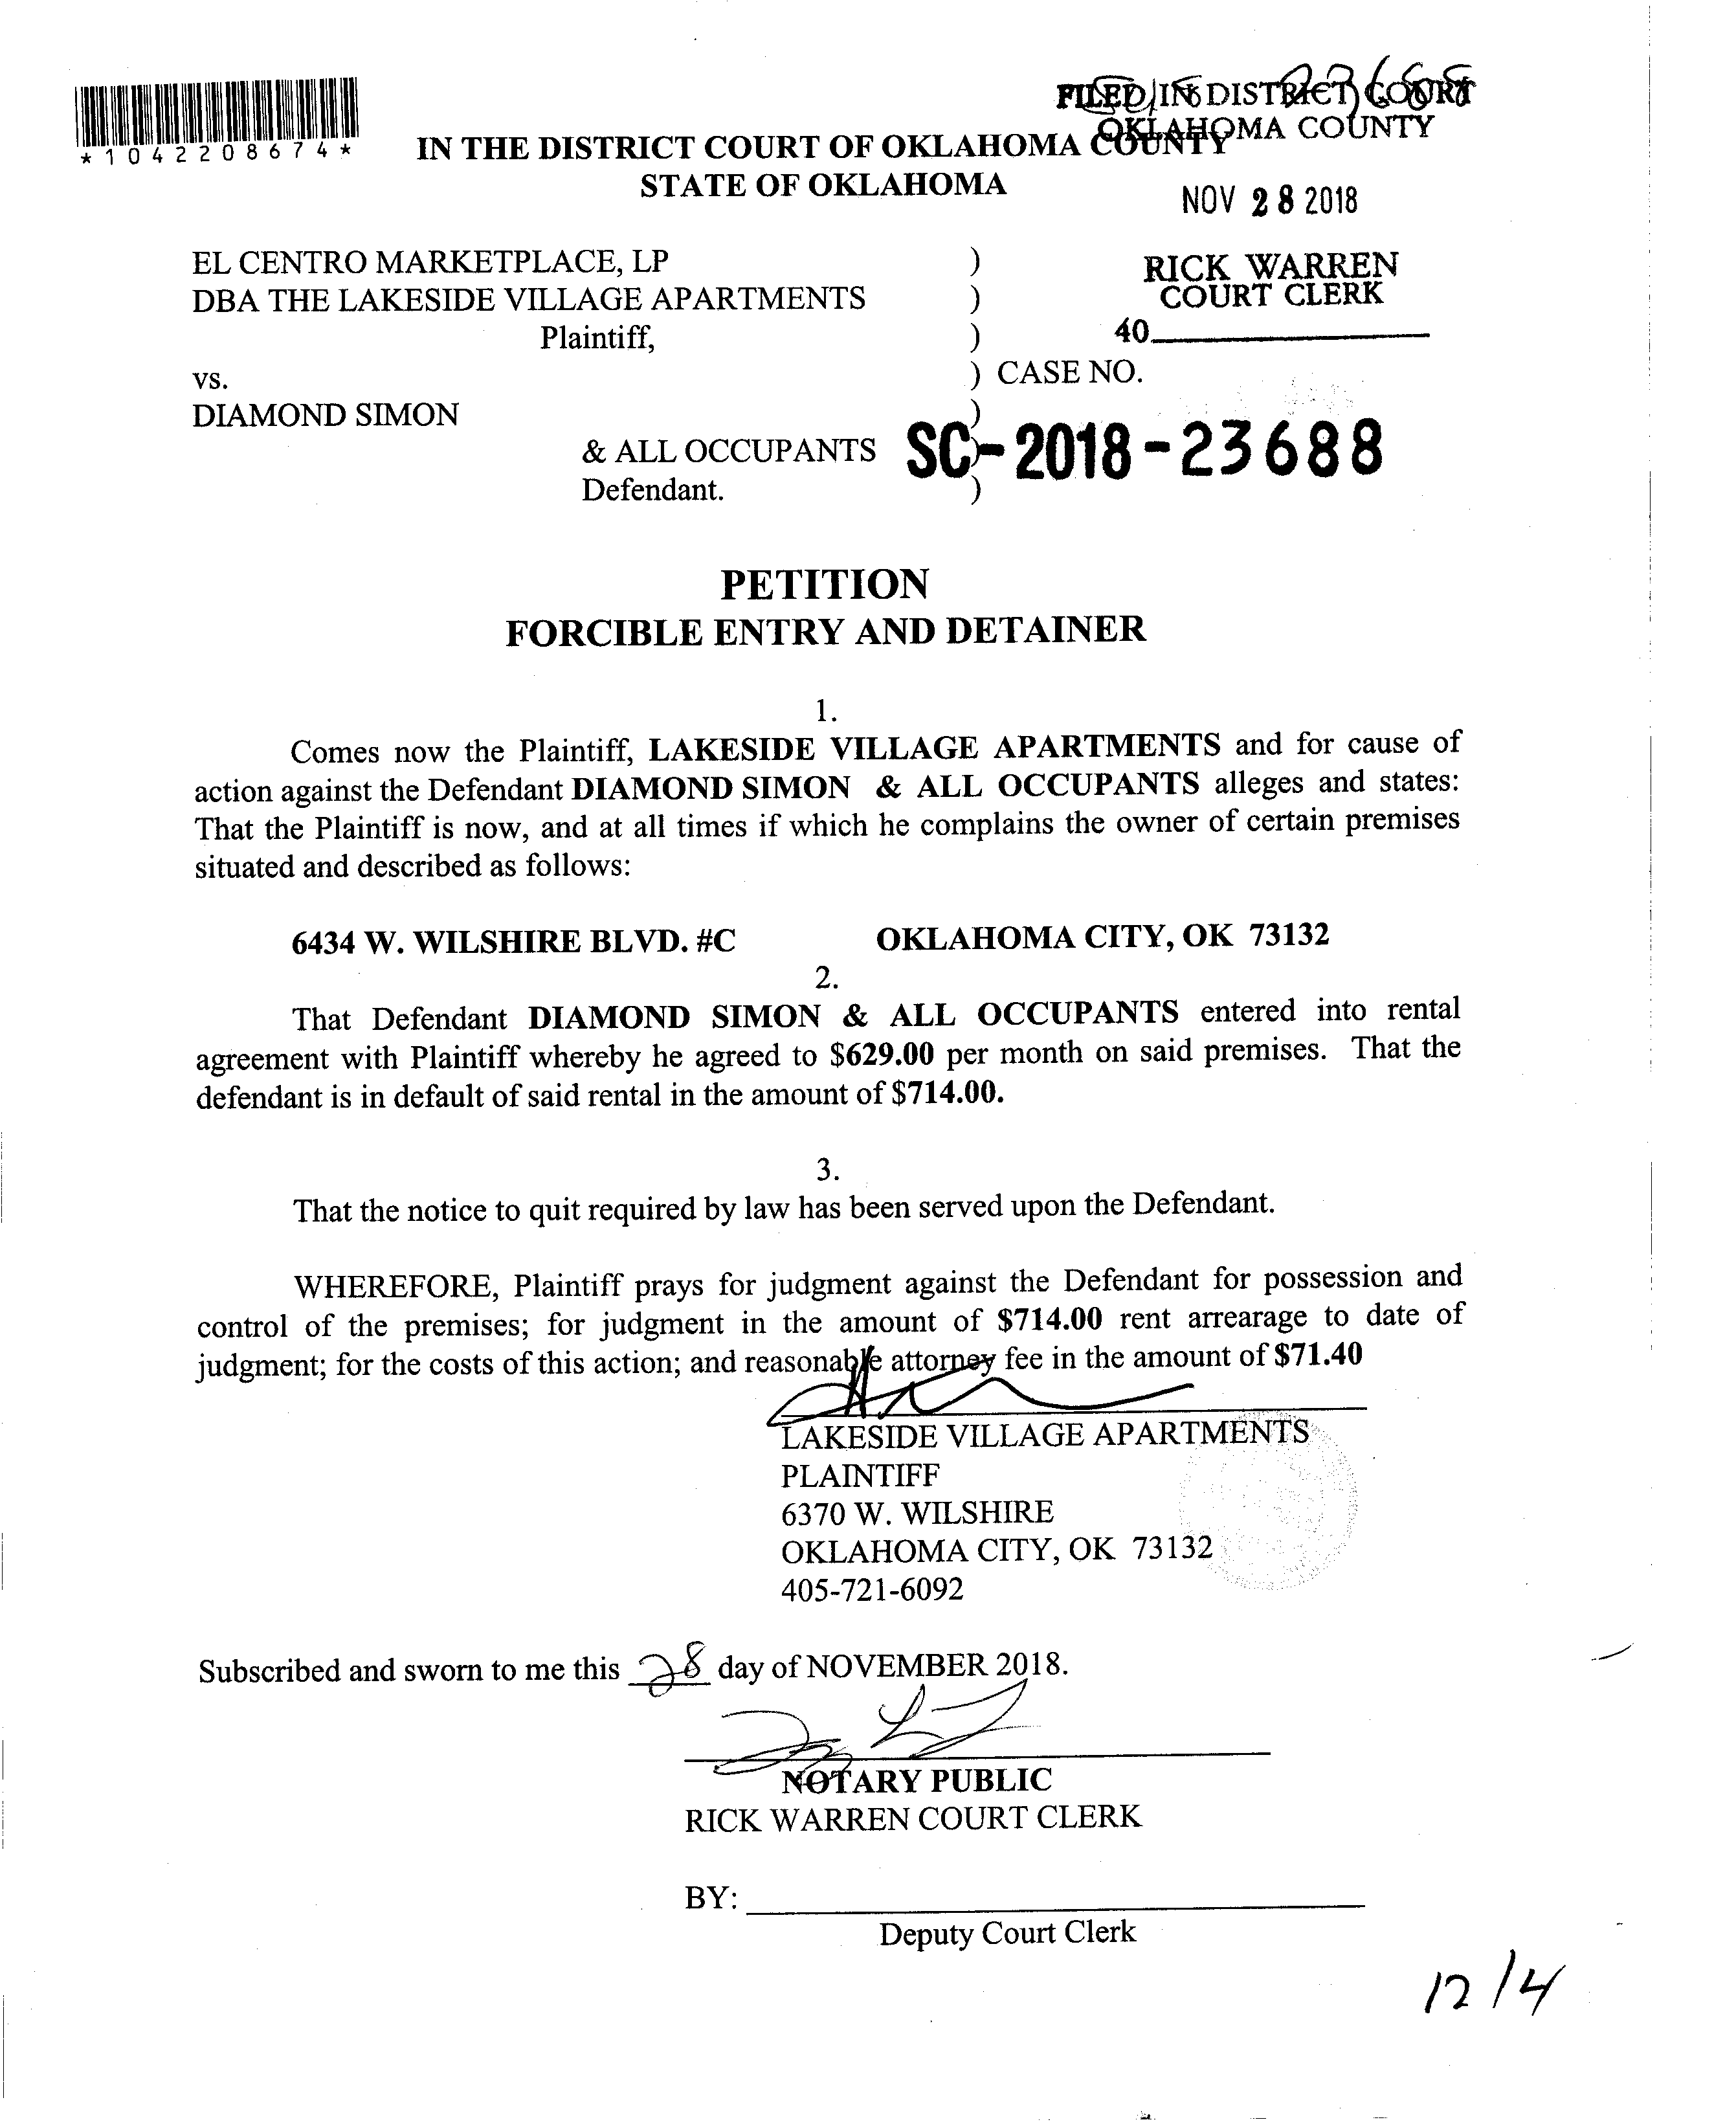 FILED IN DISTRICT COURT
OKLAHOMA COUNTY
*1042208674*
IN THE DISTRICT COURT OF OKLAHOMA COUNTY
STATE OF OKLAHOMA
NOV 28 2018
EL CENTRO MARKETPLACE, LP )
DBA THE LAKESIDE VILLAGE APARTMENTS )
Plaintiff, )
RICK WARREN
COURT CLERK
40
vs. ) CASE NO.
DIAMOND SIMON )
& ALL OCCUPANTS ) SC-2018-23688
Defendant. )
PETITION
FORCIBLE ENTRY AND DETAINER
1.
Comes now the Plaintiff, LAKESIDE VILLAGE APARTMENTS and for cause of
action against the Defendant DIAMOND SIMON & ALL OCCUPANTS alleges and states:
That the Plaintiff is now, and at all times if which he complains the owner of certain premises
situated and described as follows:
6434 W. WILSHIRE BLVD. #C OKLAHOMA CITY, OK 73132
2.
That Defendant DIAMOND SIMON & ALL OCCUPANTS entered into rental
agreement with Plaintiff whereby he agreed to $629.00 per month on said premises. That the
defendant is in default of said rental in the amount of $714.00.
3.
That the notice to quit required by law has been served upon the Defendant.
WHEREFORE, Plaintiff prays for judgment against the Defendant for possession and
control of the premises; for judgment in the amount of $714.00 rent arrearage to date of
judgment; for the costs of this action; and reasonable attorney fee in the amount of $71.40
LAKESIDE VILLAGE APARTMENTS
PLAINTIFF
6370 W. WILSHIRE
OKLAHOMA CITY, OK 73132
405-721-6092
Subscribed and sworn to me this 28 day of NOVEMBER 2018.
NOTARY PUBLIC
RICK WARREN COURT CLERK
BY:
Deputy Court Clerk
12/4